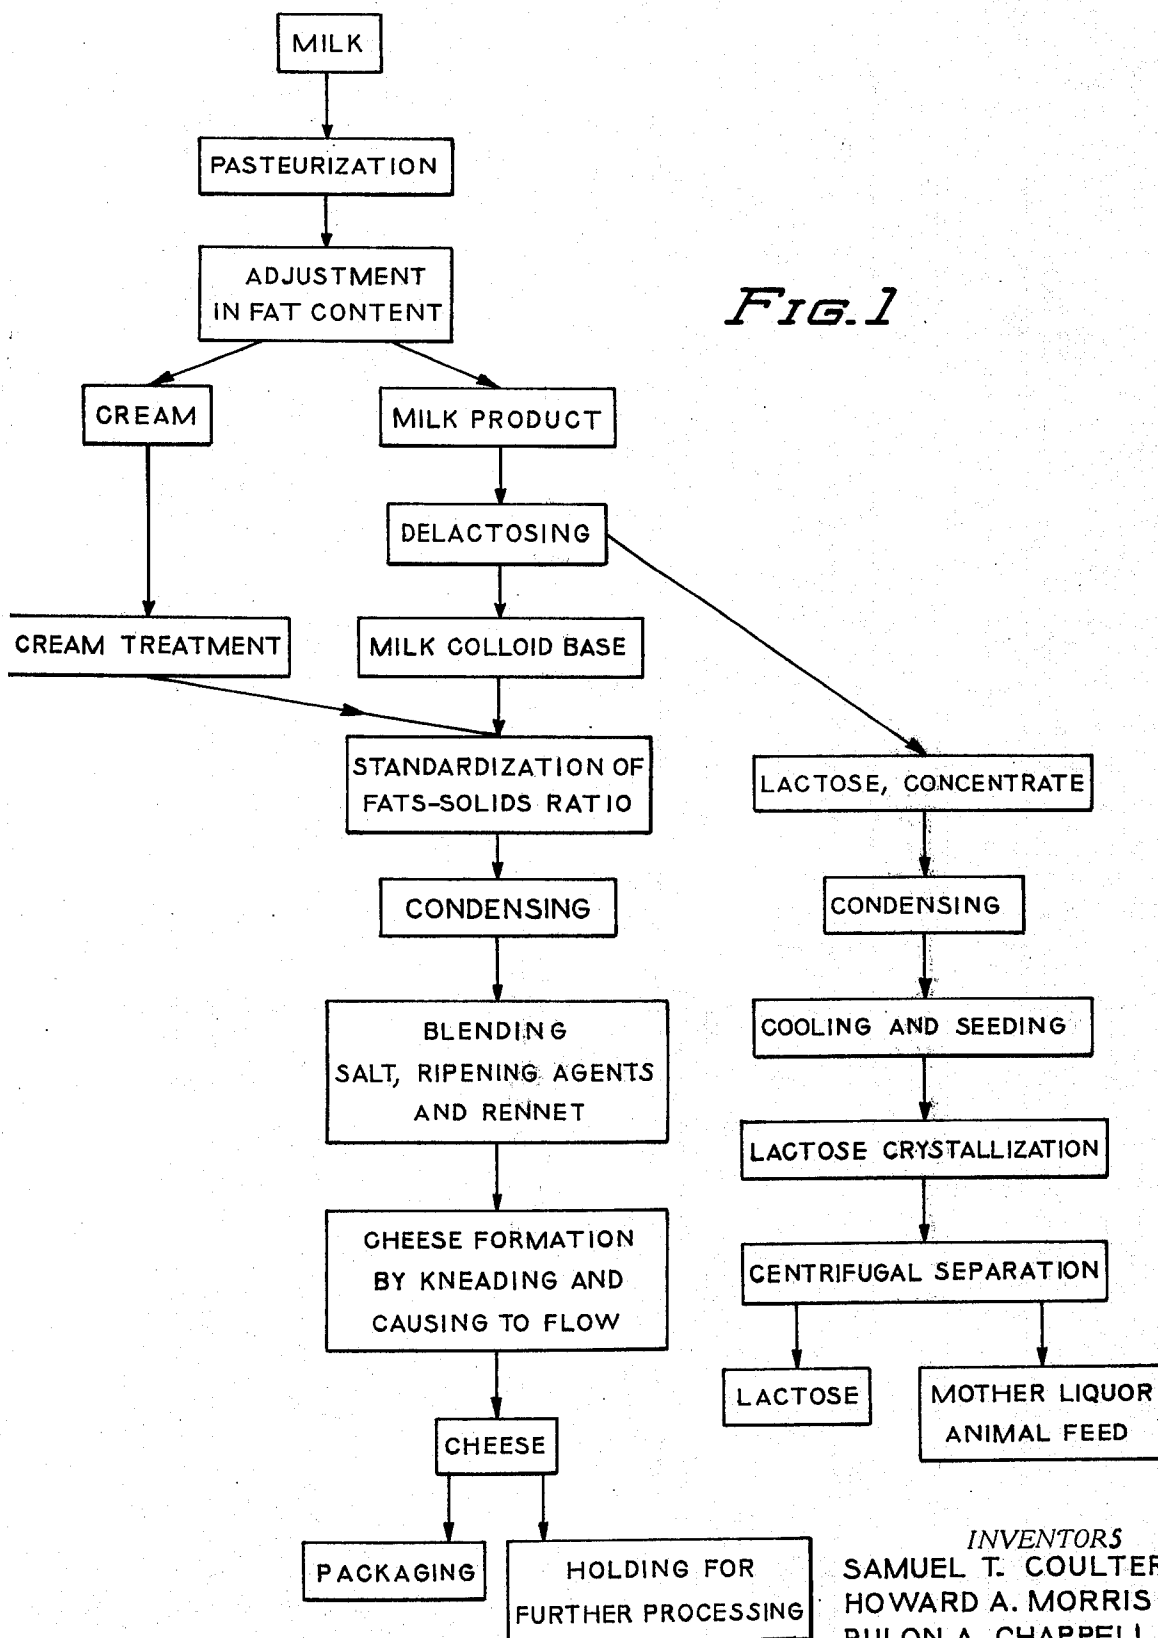 MILK
PASTEURIZATION
ADJUSTMENT
IN FAT CONTENT
FIG.1
CREAM
MILK PRODUCT
DELACTOSING
CREAM TREATMENT
MILK COLLOID BASE
STANDARDIZATION OF
FATS-SOLIDS RATIO
LACTOSE, CONCENTRATE
CONDENSING
CONDENSING
BLENDING
SALT, RIPENING AGENTS
AND RENNET
COOLING AND SEEDING
LACTOSE CRYSTALLIZATION
CHEESE FORMATION
BY KNEADING AND
CAUSING TO FLOW
CENTRIFUGAL SEPARATION
LACTOSE
MOTHER LIQUOR
ANIMAL FEED
CHEESE
PACKAGING
HOLDING FOR
FURTHER PROCESSING
INVENTORS
SAMUEL T. COULTER
HOWARD A. MORRIS
A. CHAPPELL